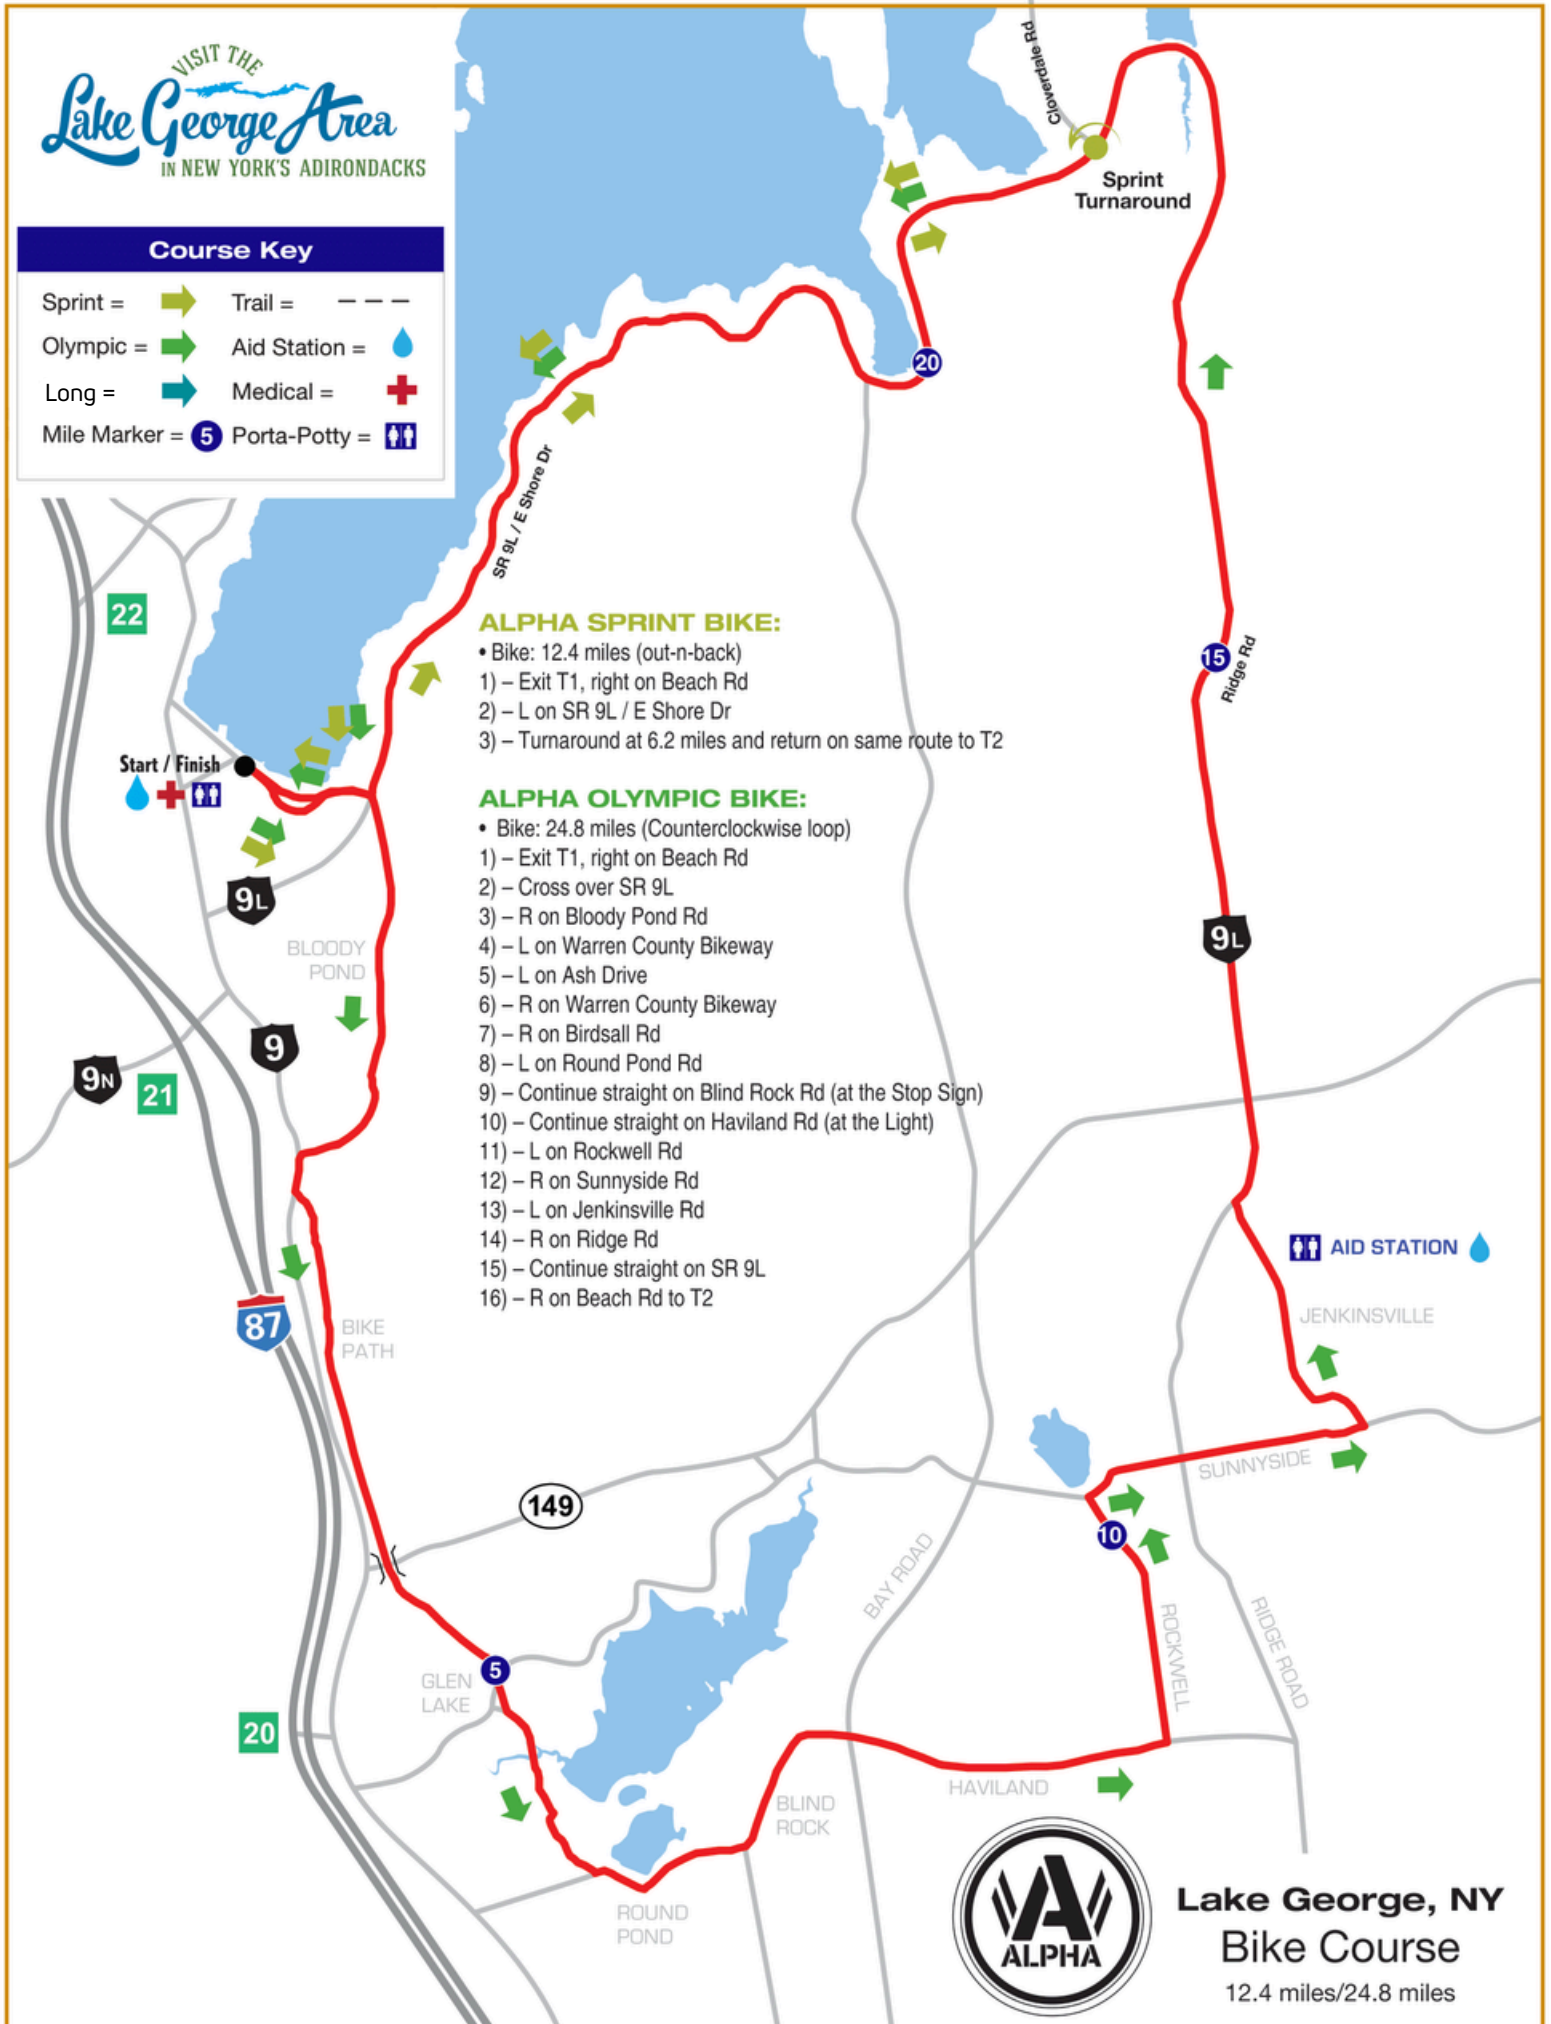 VISIT THE
Lake George Area
IN NEW YORK'S ADIRONDACKS
Course Key
Sprint =
Trail =
Olympic =
Aid Station =
Long =
Medical =
Mile Marker = 5
Porta-Potty =
Cloverdale Rd
Sprint
Turnaround
20
SR 9L / E Shore Dr
22
15
Ridge Rd
ALPHA SPRINT BIKE:
• Bike: 12.4 miles (out-n-back)
1) – Exit T1, right on Beach Rd
2) – L on SR 9L / E Shore Dr
3) – Turnaround at 6.2 miles and return on same route to T2
Start / Finish
ALPHA OLYMPIC BIKE:
• Bike: 24.8 miles (Counterclockwise loop)
1) – Exit T1, right on Beach Rd
2) – Cross over SR 9L
3) – R on Bloody Pond Rd
4) – L on Warren County Bikeway
5) – L on Ash Drive
6) – R on Warren County Bikeway
7) – R on Birdsall Rd
8) – L on Round Pond Rd
9) – Continue straight on Blind Rock Rd (at the Stop Sign)
10) – Continue straight on Haviland Rd (at the Light)
11) – L on Rockwell Rd
12) – R on Sunnyside Rd
13) – L on Jenkinsville Rd
14) – R on Ridge Rd
15) – Continue straight on SR 9L
16) – R on Beach Rd to T2
9L
9L
BLOODY
POND
9
9N
21
AID STATION
JENKINSVILLE
87
BIKE
PATH
SUNNYSIDE
149
10
BAY ROAD
ROCKWELL
RIDGE ROAD
5
GLEN
LAKE
20
HAVILAND
BLIND
ROCK
ROUND
POND
ALPHA
Lake George, NY
Bike Course
12.4 miles/24.8 miles